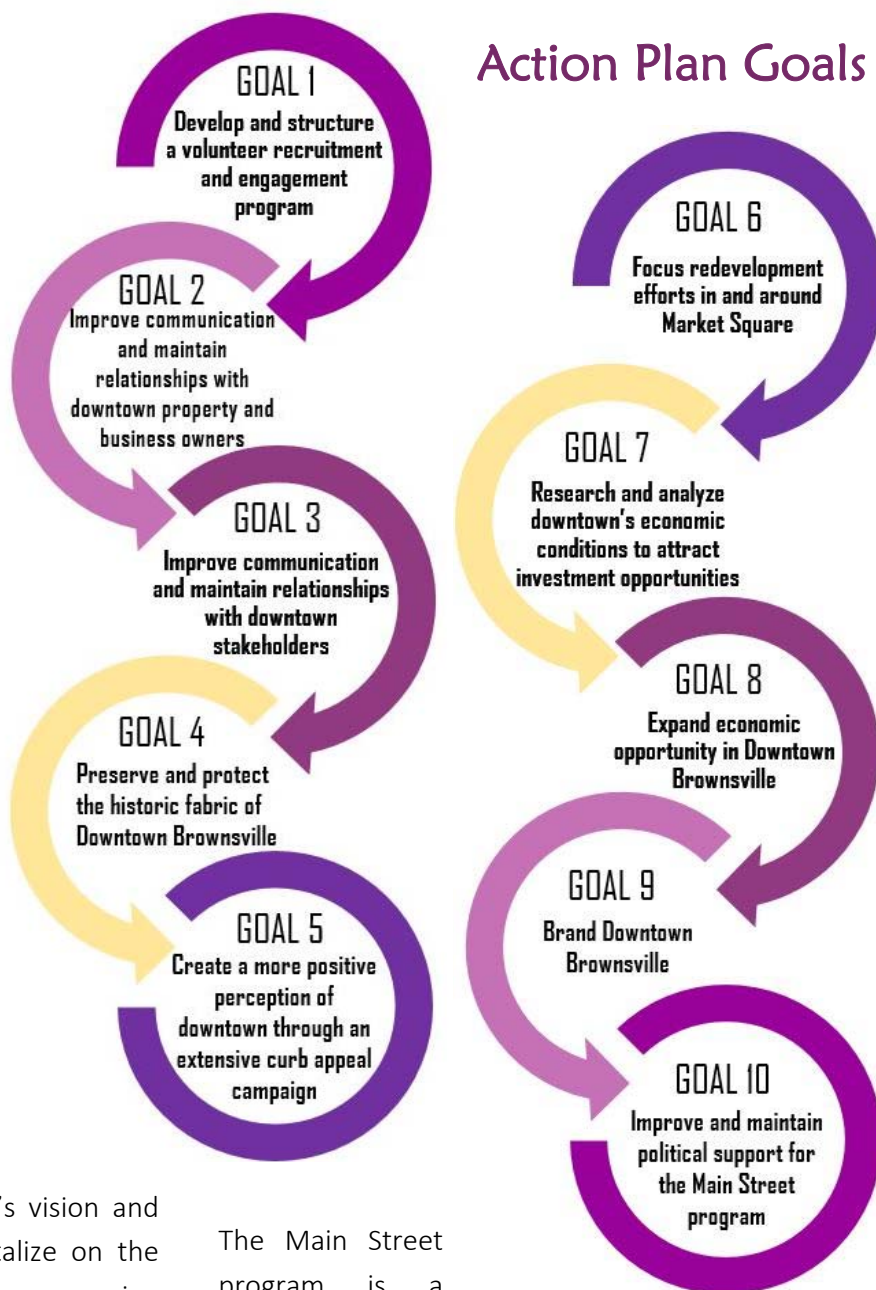 Action Plan Goals
GOAL 1
Develop and structure
a volunteer recruitment
and engagement
program
GOAL 2
Improve communication
and maintain
relationships with
downtown property and
business owners
GOAL 3
Improve communication
and maintain relationships
with downtown
stakeholders
GOAL 4
Preserve and protect
the historic fabric of
Downtown Brownsville
GOAL 5
Create a more positive
perception of
downtown through an
extensive curb appeal
campaign
GOAL 6
Focus redevelopment
efforts in and around
Market Square
GOAL 7
Research and analyze
downtown's economic
conditions to attract
investment opportunities
GOAL 8
Expand economic
opportunity in Downtown
Brownsville
GOAL 9
Brand Downtown
Brownsville
GOAL 10
Improve and maintain
political support for
the Main Street
program
's vision and
talize on the
The Main Street
program is a